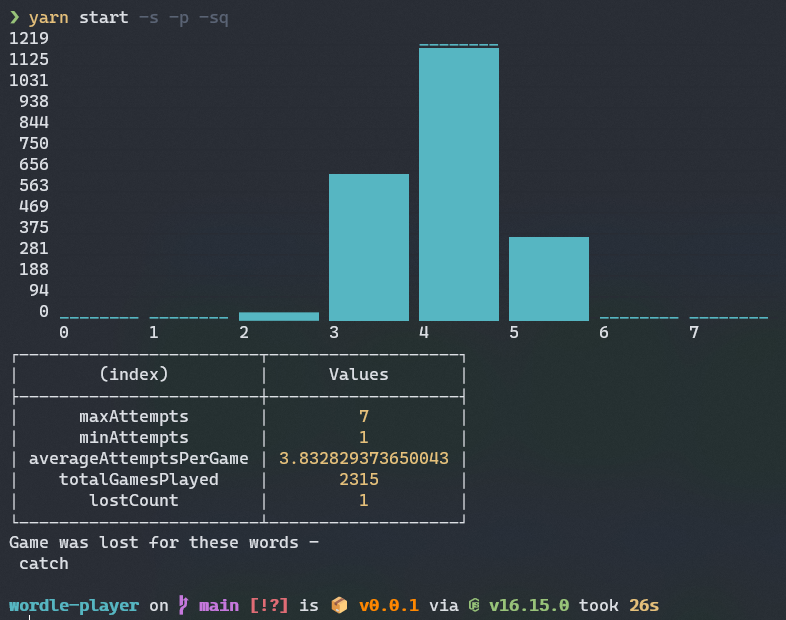 ❯ yarn start -s -p -sq
1219
1125
1031
938
844
750
656
563
469
375
281
188
94
0
0 1 2 3 4 5 6 7
(index) Values
maxAttempts 7
minAttempts 1
averageAttemptsPerGame 3.832829373650043
totalGamesPlayed 2315
lostCount 1
Game was lost for these words -
catch
wordle-player on main [!?] is 📦 v0.0.1 via v16.15.0 took 26s